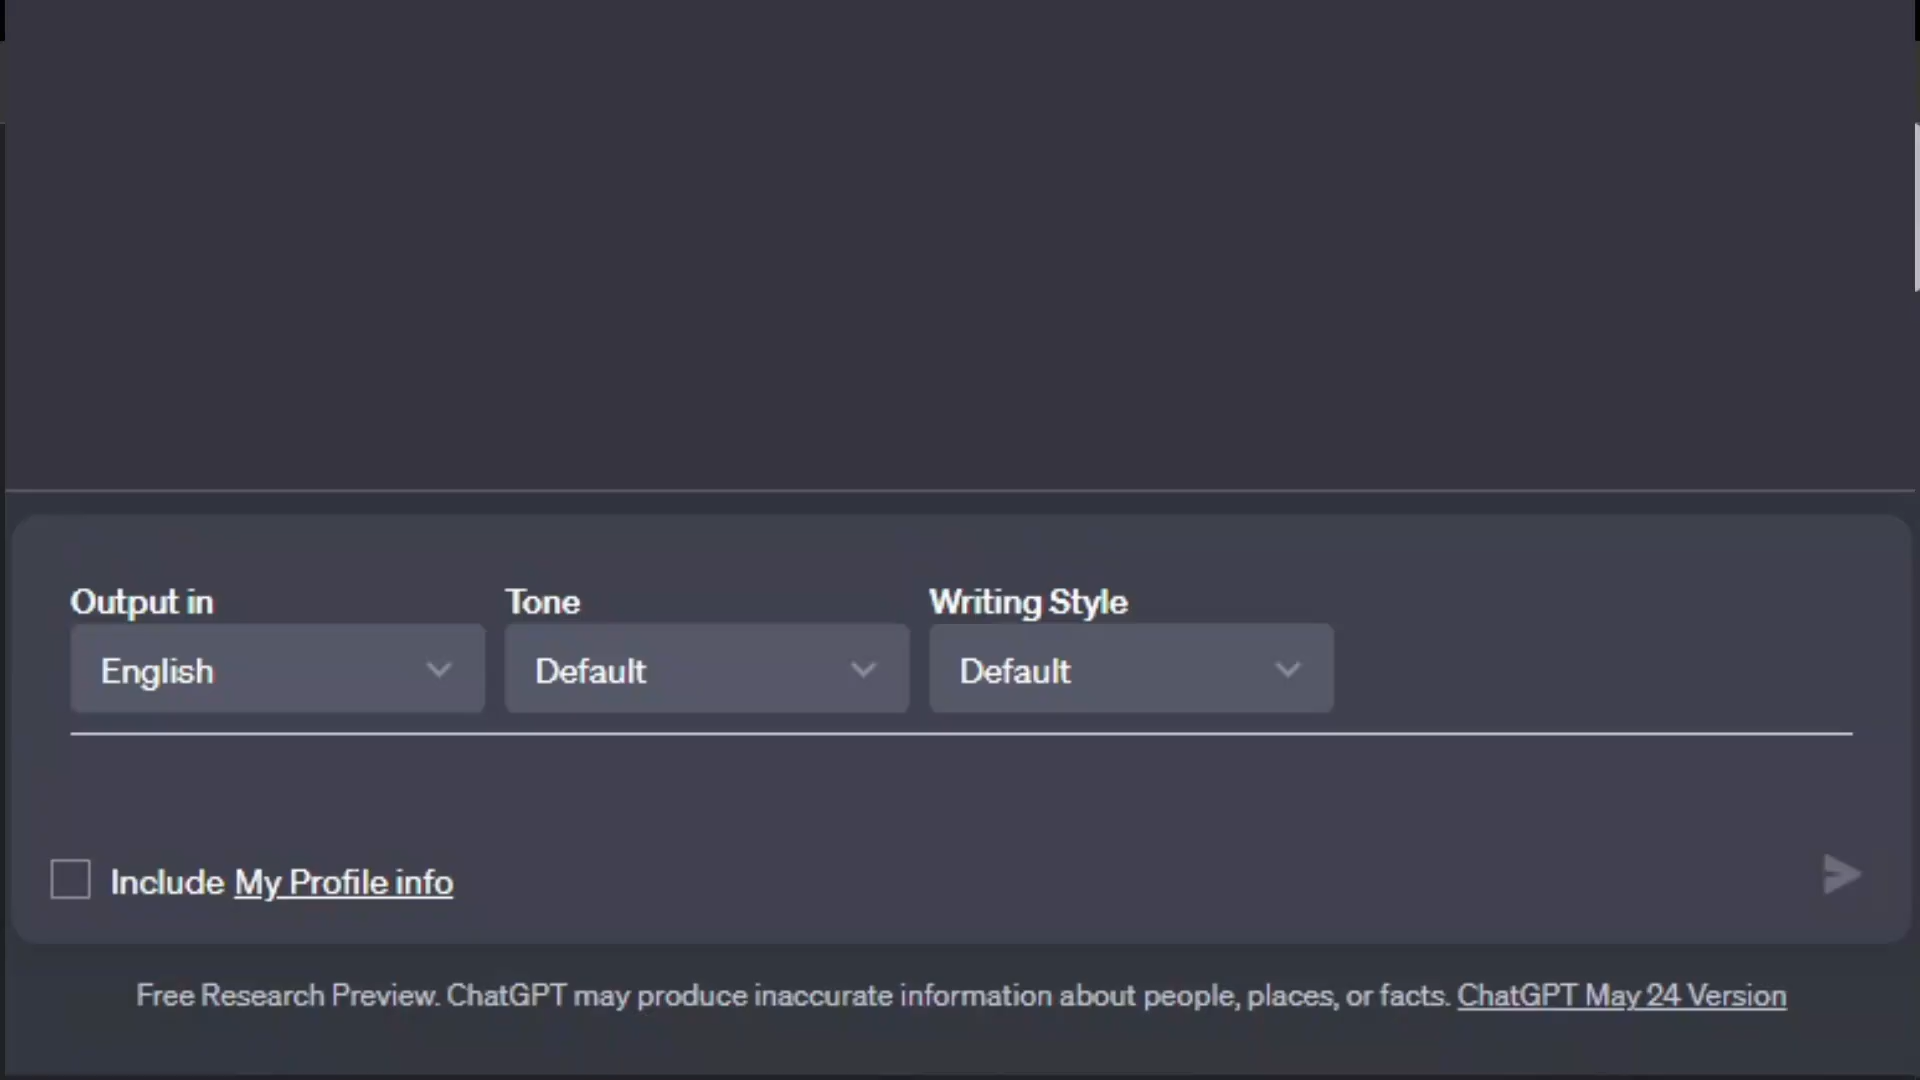 Output in Tone Writing Style
English Default Default
Include My Profile info
Free Research Preview. ChatGPT may produce inaccurate information about people, places, or facts. ChatGPT May 24 Version